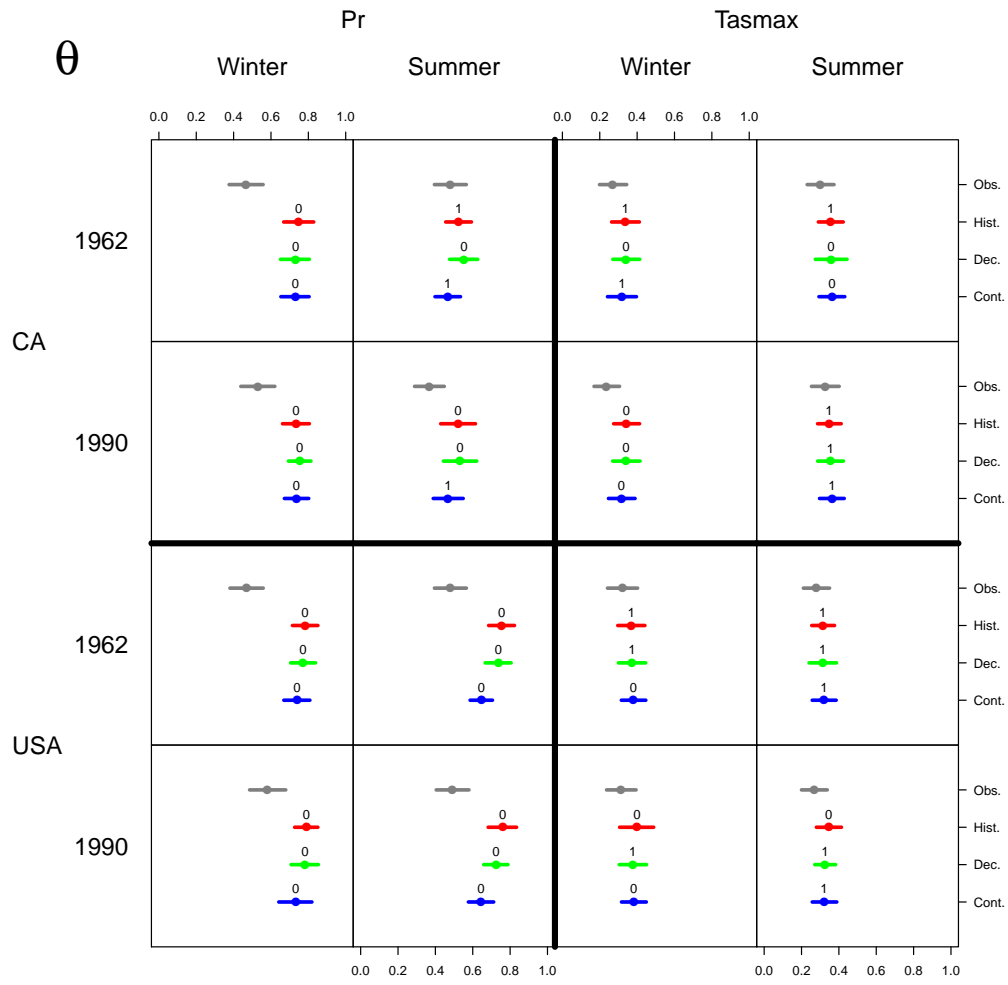 Pr Tasmax
θ Winter Summer Winter Summer
0.0 0.2 0.4 0.6 0.8 1.0 0.0 0.2 0.4 0.6 0.8 1.0
Obs.
0 1 1 1 Hist.
1962
0 0 0 0 Dec.
0 1 1 0 Cont.
CA
Obs.
0 0 0 1 Hist.
1990
0 0 0 1 Dec.
0 1 0 1 Cont.
Obs.
0 0 1 1 Hist.
1962
0 0 1 1 Dec.
0 0 0 1 Cont.
USA
Obs.
0 0 0 0 Hist.
1990
0 0 1 1 Dec.
0 0 0 1 Cont.
0.0 0.2 0.4 0.6 0.8 1.0 0.0 0.2 0.4 0.6 0.8 1.0